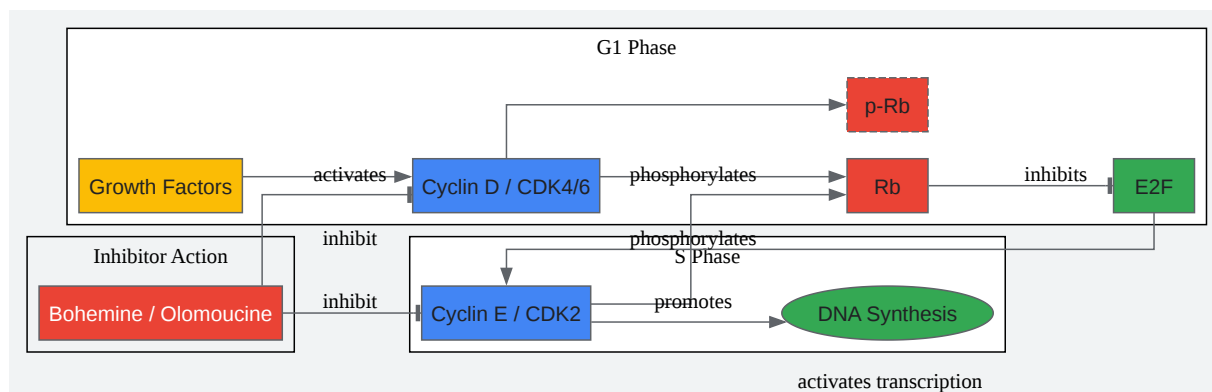 G1 Phase
p-Rb
Growth Factors
activates
Cyclin D / CDK4/6
phosphorylates
Rb
inhibits
E2F
inhibit
phosphorylates
Inhibitor Action
S Phase
Bohemine / Olomoucine
inhibit
Cyclin E / CDK2
promotes
DNA Synthesis
activates transcription